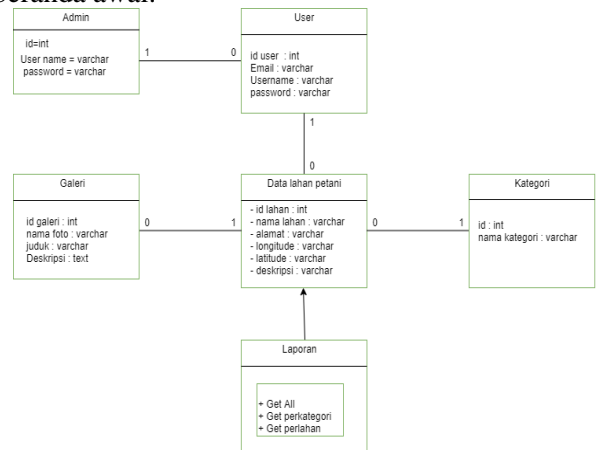 beranda awal.
Admin
id=int
User name = varchar
password = varchar
1
0
User
id user : int
Email : varchar
Username : varchar
password : varchar
1
0
Galeri
id galeri : int
nama foto : varchar
juduk : varchar
Deskripsi : text
0
1
Data lahan petani
- id lahan : int
- nama lahan : varchar
- alamat : varchar
- longitude : varchar
- latitude : varchar
- deskripsi : varchar
0
1
Kategori
id : int
nama kategori : varchar
Laporan
+ Get All
+ Get perkategori
+ Get perlahan